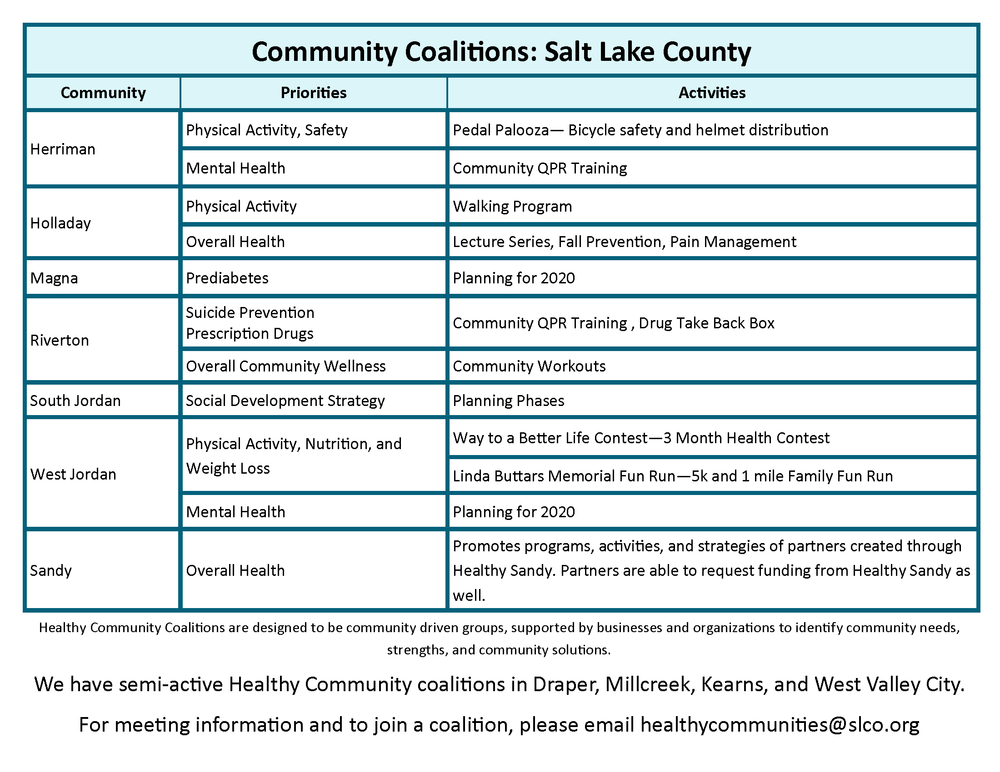 Community Coalitions: Salt Lake County
Community Priorities Activities
Herriman
Physical Activity, Safety
Pedal Palooza— Bicycle safety and helmet distribution
Mental Health
Community QPR Training
Holladay
Physical Activity
Walking Program
Overall Health
Lecture Series, Fall Prevention, Pain Management
Magna
Prediabetes
Planning for 2020
Riverton
Suicide Prevention
Prescription Drugs
Community QPR Training , Drug Take Back Box
Overall Community Wellness
Community Workouts
South Jordan
Social Development Strategy
Planning Phases
West Jordan
Physical Activity, Nutrition, and
Weight Loss
Way to a Better Life Contest—3 Month Health Contest
Linda Buttars Memorial Fun Run—5k and 1 mile Family Fun Run
Mental Health
Planning for 2020
Sandy
Overall Health
Promotes programs, activities, and strategies of partners created through
Healthy Sandy. Partners are able to request funding from Healthy Sandy as
well.
Healthy Community Coalitions are designed to be community driven groups, supported by businesses and organizations to identify community needs,
strengths, and community solutions.
We have semi-active Healthy Community coalitions in Draper, Millcreek, Kearns, and West Valley City.
For meeting information and to join a coalition, please email healthycommunities@slco.org